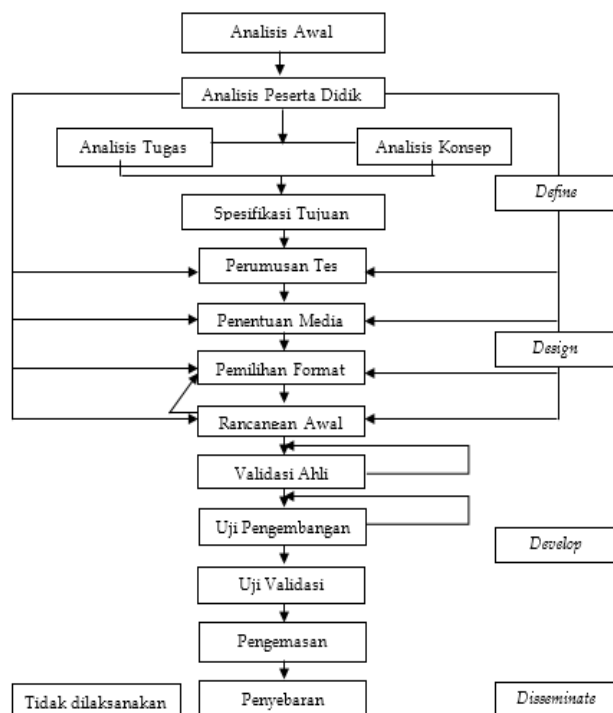 Analisis Awal
Analisis Peserta Didik
Analisis Tugas
Analisis Konsep
Define
Spesifikasi Tujuan
Perumusan Tes
Penentuan Media
Design
Pemilihan Format
Rancangan Awal
Validasi Ahli
Uji Pengembangan
Develop
Uji Validasi
Pengemasan
Tidak dilaksanakan
Penyebaran
Disseminate